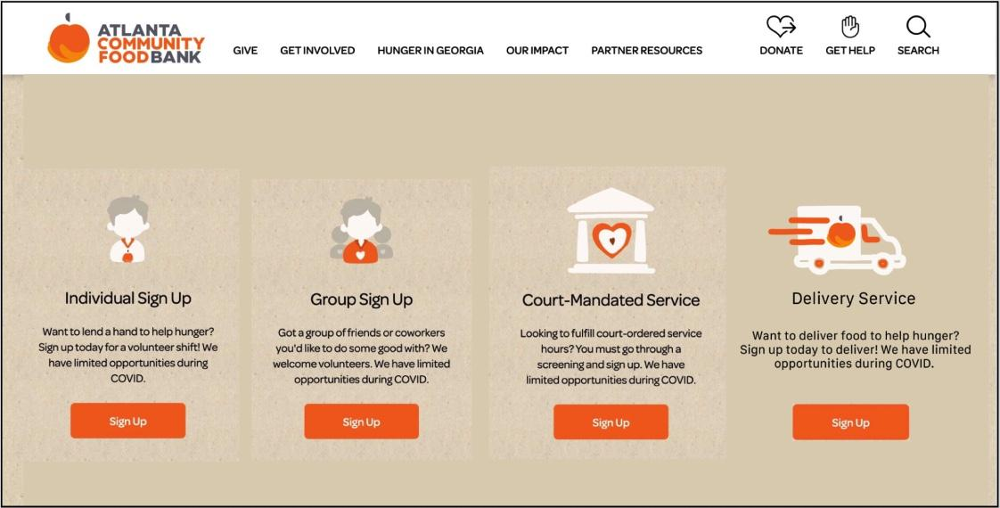 ATLANTA
COMMUNITY
FOODBANK
GIVE
GET INVOLVED
HUNGER IN GEORGIA
OUR IMPACT
PARTNER RESOURCES
DONATE
GET HELP
SEARCH
Individual Sign Up
Want to lend a hand to help hunger?
Sign up today for a volunteer shift! We
have limited opportunities during
COVID.
Sign Up
Group Sign Up
Got a group of friends or coworkers
you'd like to do some good with? We
welcome volunteers. We have limited
opportunities during COVID.
Sign Up
Court-Mandated Service
Looking to fulfill court-ordered service
hours? You must go through a
screening and sign up. We have
limited opportunities during COVID.
Sign Up
Delivery Service
Want to deliver food to help hunger?
Sign up today to deliver! We have limited
opportunities during COVID.
Sign Up